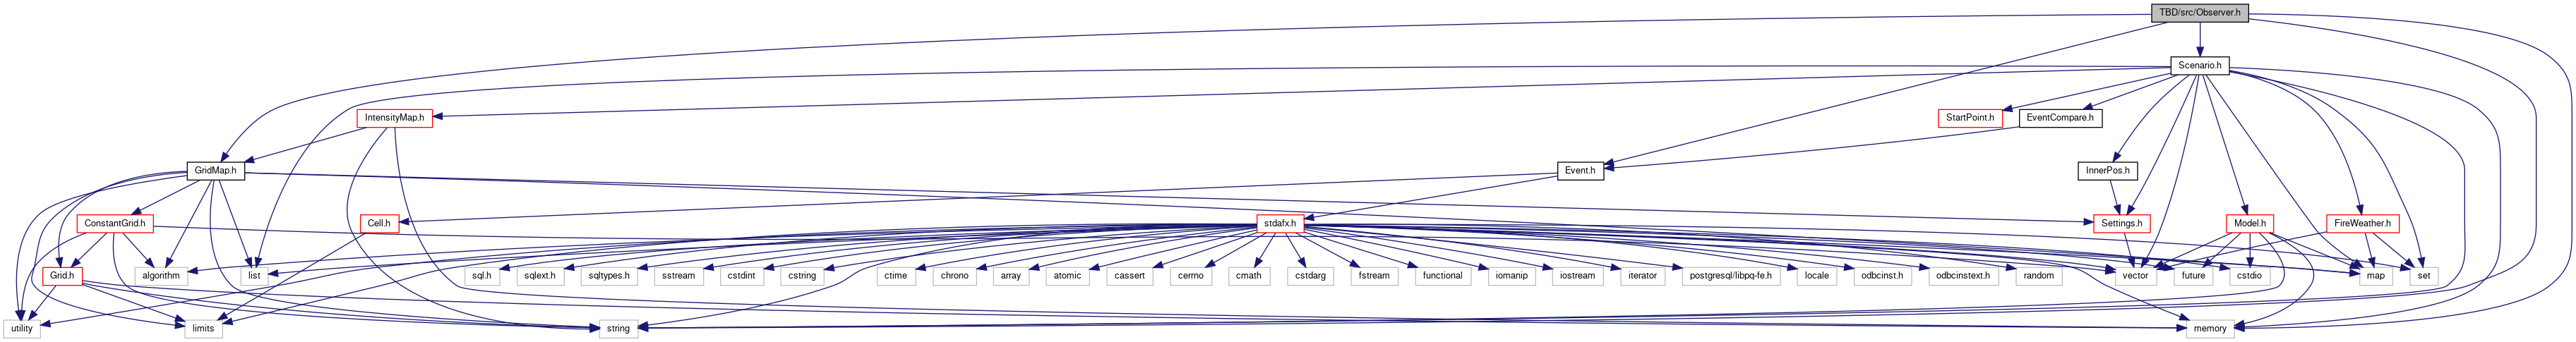 TBD/src/Observer.h
Scenario.h
IntensityMap.h
StartPoint.h
EventCompare.h
GridMap.h
Event.h
InnerPos.h
ConstantGrid.h
Cell.h
stdafx.h
Settings.h
Model.h
FireWeather.h
Grid.h
algorithm
list
sql.h
sqlext.h
sqltypes.h
sstream
cstdint
cstring
ctime
chrono
array
atomic
cassert
cerrno
cmath
cstdarg
fstream
functional
iomanip
iostream
iterator
postgresql/libpq-fe.h
locale
odbcinst.h
odbcinstext.h
random
vector
future
cstdio
map
set
utility
limits
string
memory